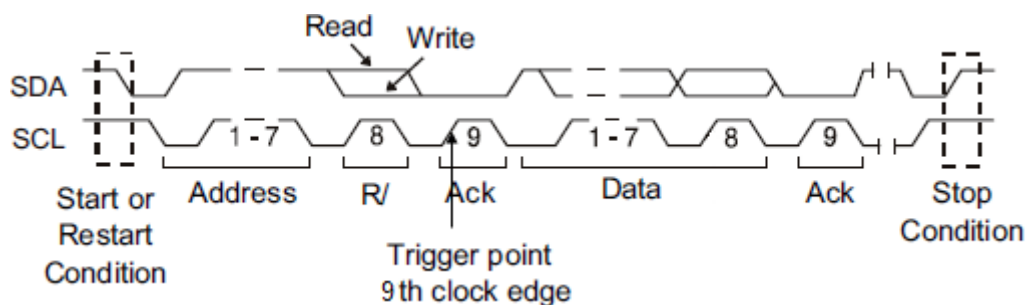 Read
Write
SDA
SCL
1 - 7
8
9
1 - 7
8
9
Address
R/
Ack
Data
Ack
Start or
Restart
Condition
Trigger point
9th clock edge
Stop
Condition